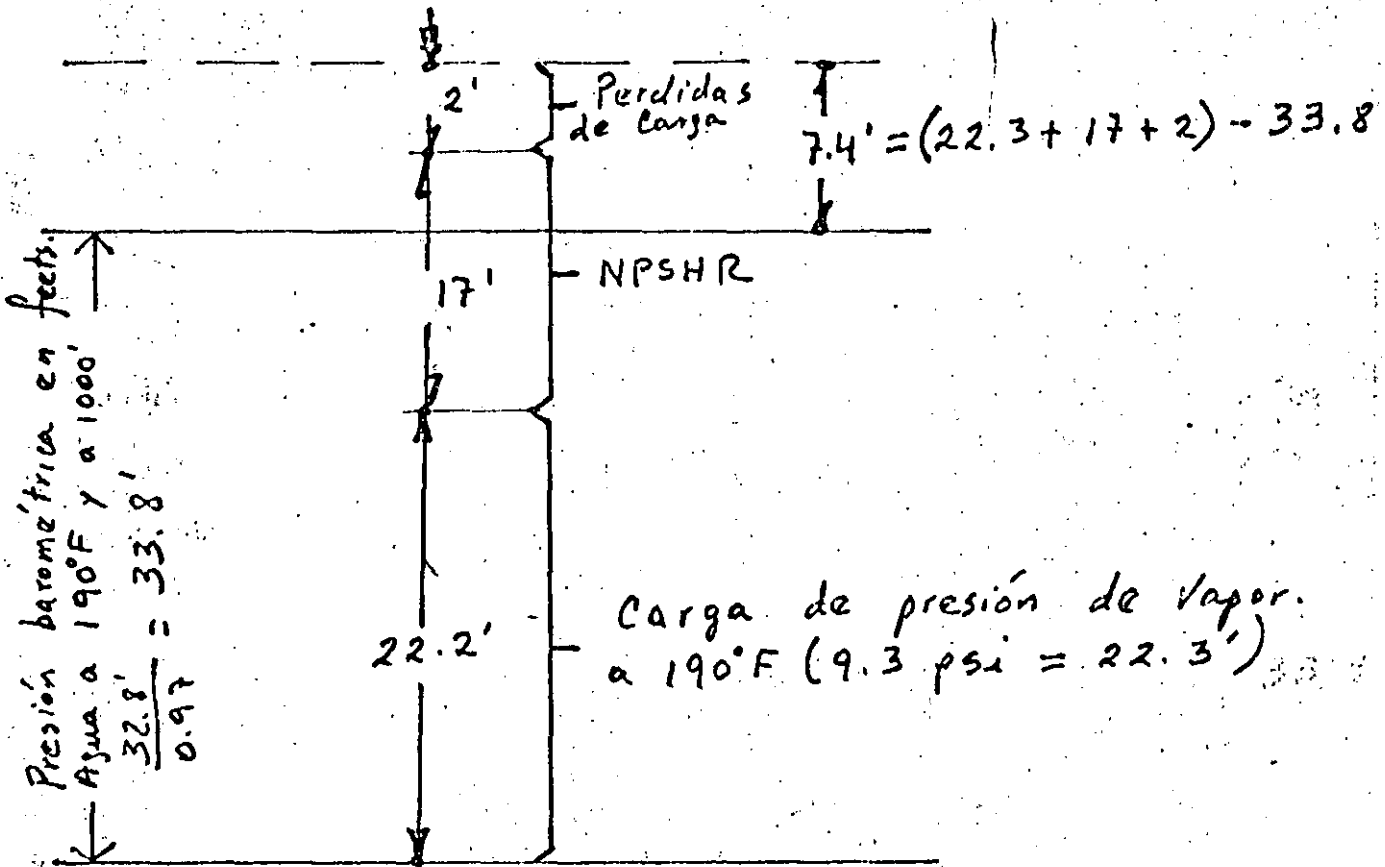 2'
Perdidas
de Carga
7.4' = (22.3 + 17 + 2) - 33.8
17'
NPSHR
Presión barométrica en feets.
Agua a 190°F y a 1000'
32.8'
0.97
= 33.8'
22.2'
Carga de presión de Vapor.
a 190°F (9.3 psi = 22.3')